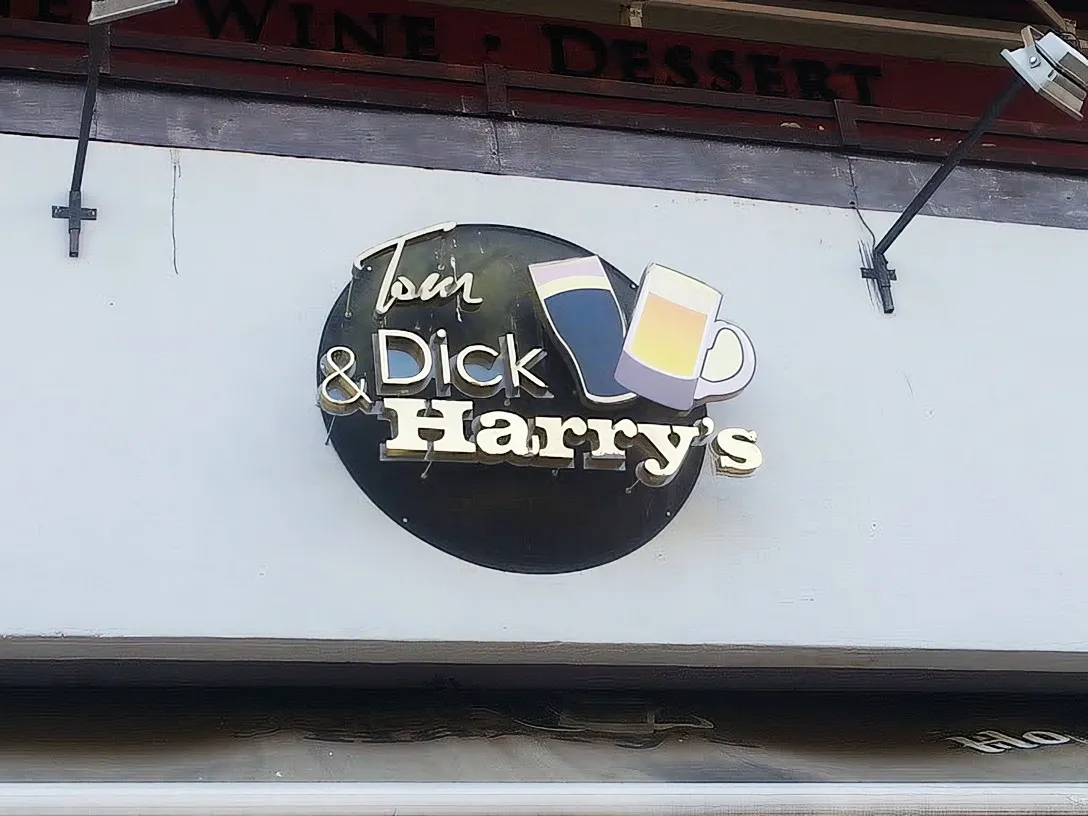 Wine · Dessert
Tom
& Dick
Harry's